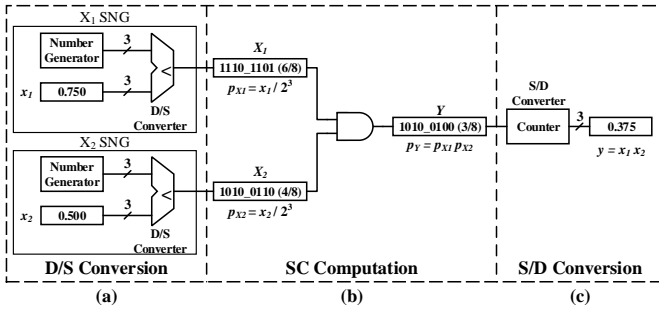 X1 SNG
Number
Generator
3
x1
0.750
3
<
D/S
Converter
X2 SNG
Number
Generator
3
x2
0.500
3
<
D/S
Converter
D/S Conversion
(a)
X1
1110_1101 (6/8)
pX1 = x1 / 2^3
X2
1010_0110 (4/8)
pX2 = x2 / 2^3
Y
1010_0100 (3/8)
pY = pX1 pX2
SC Computation
(b)
S/D
Converter
Counter
3
0.375
y = x1 x2
S/D Conversion
(c)